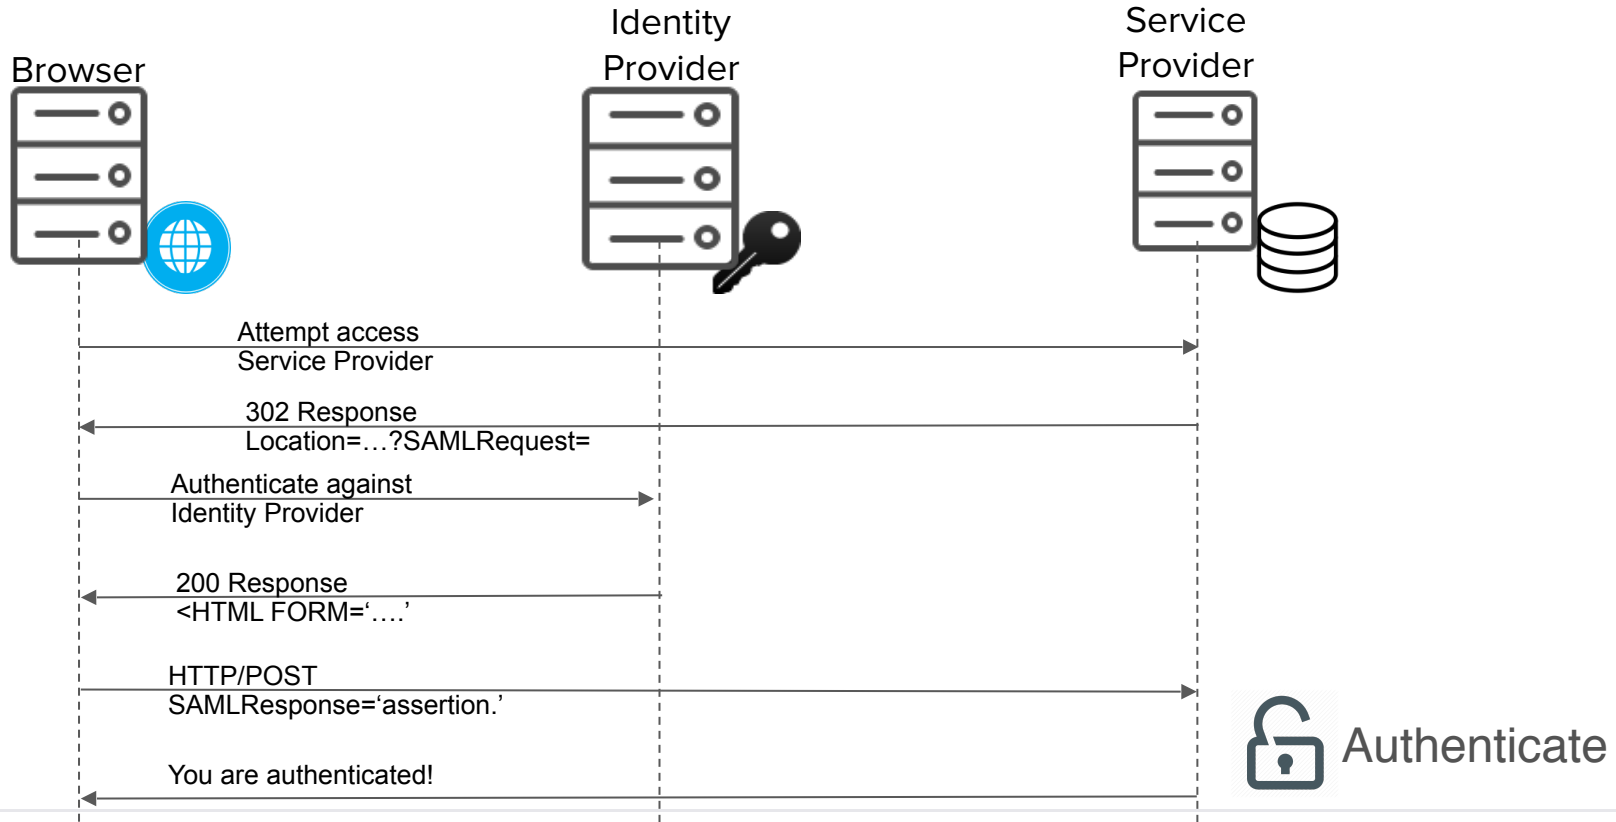 Browser
Identity
Provider
Service
Provider
Attempt access
Service Provider
302 Response
Location=…?SAMLRequest=
Authenticate against
Identity Provider
200 Response
<HTML FORM=‘….’
HTTP/POST
SAMLResponse=‘assertion.’
Authenticate
You are authenticated!